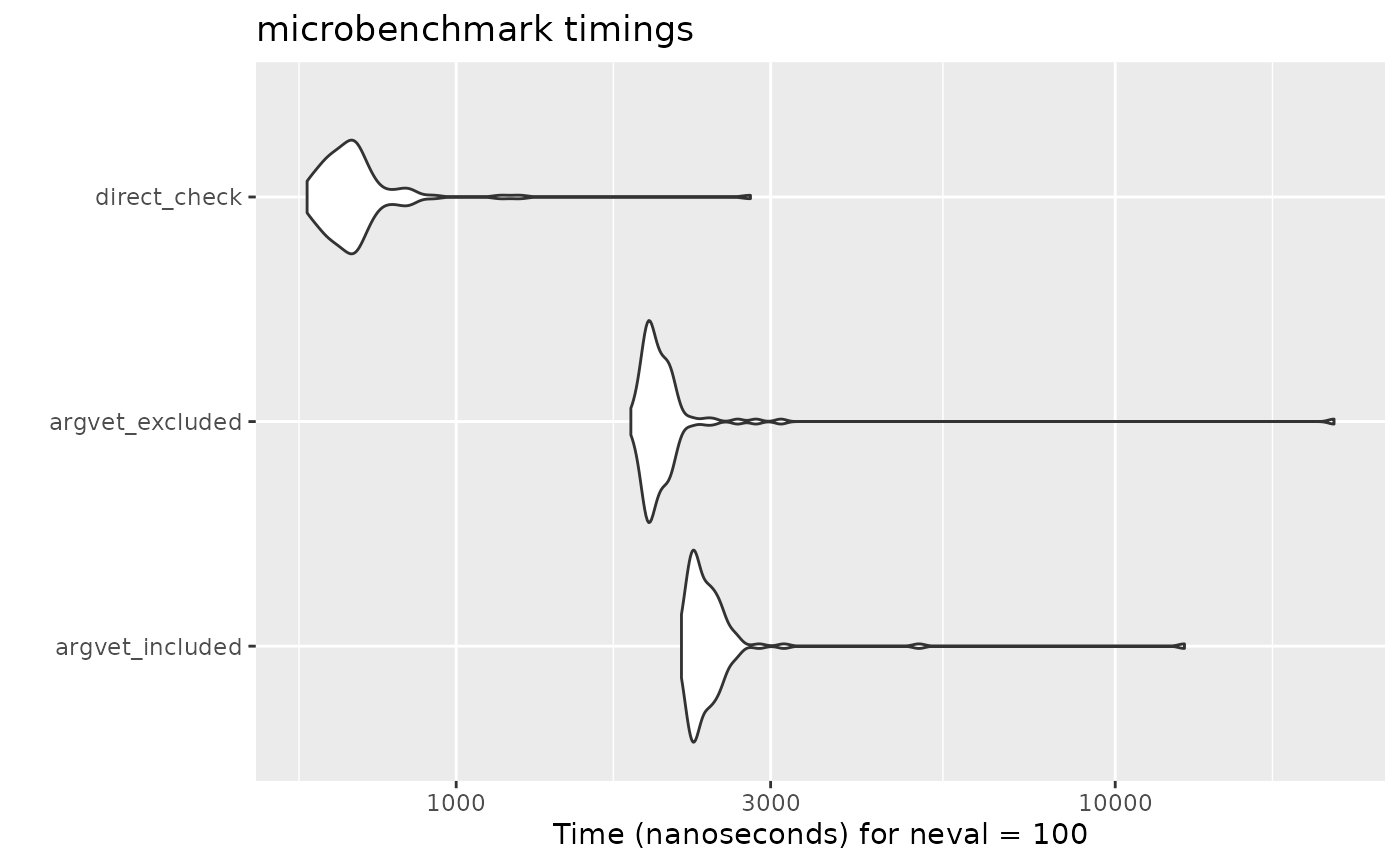 microbenchmark timings
direct_check
argvet_excluded
argvet_included
1000 3000 10000
Time (nanoseconds) for neval = 100